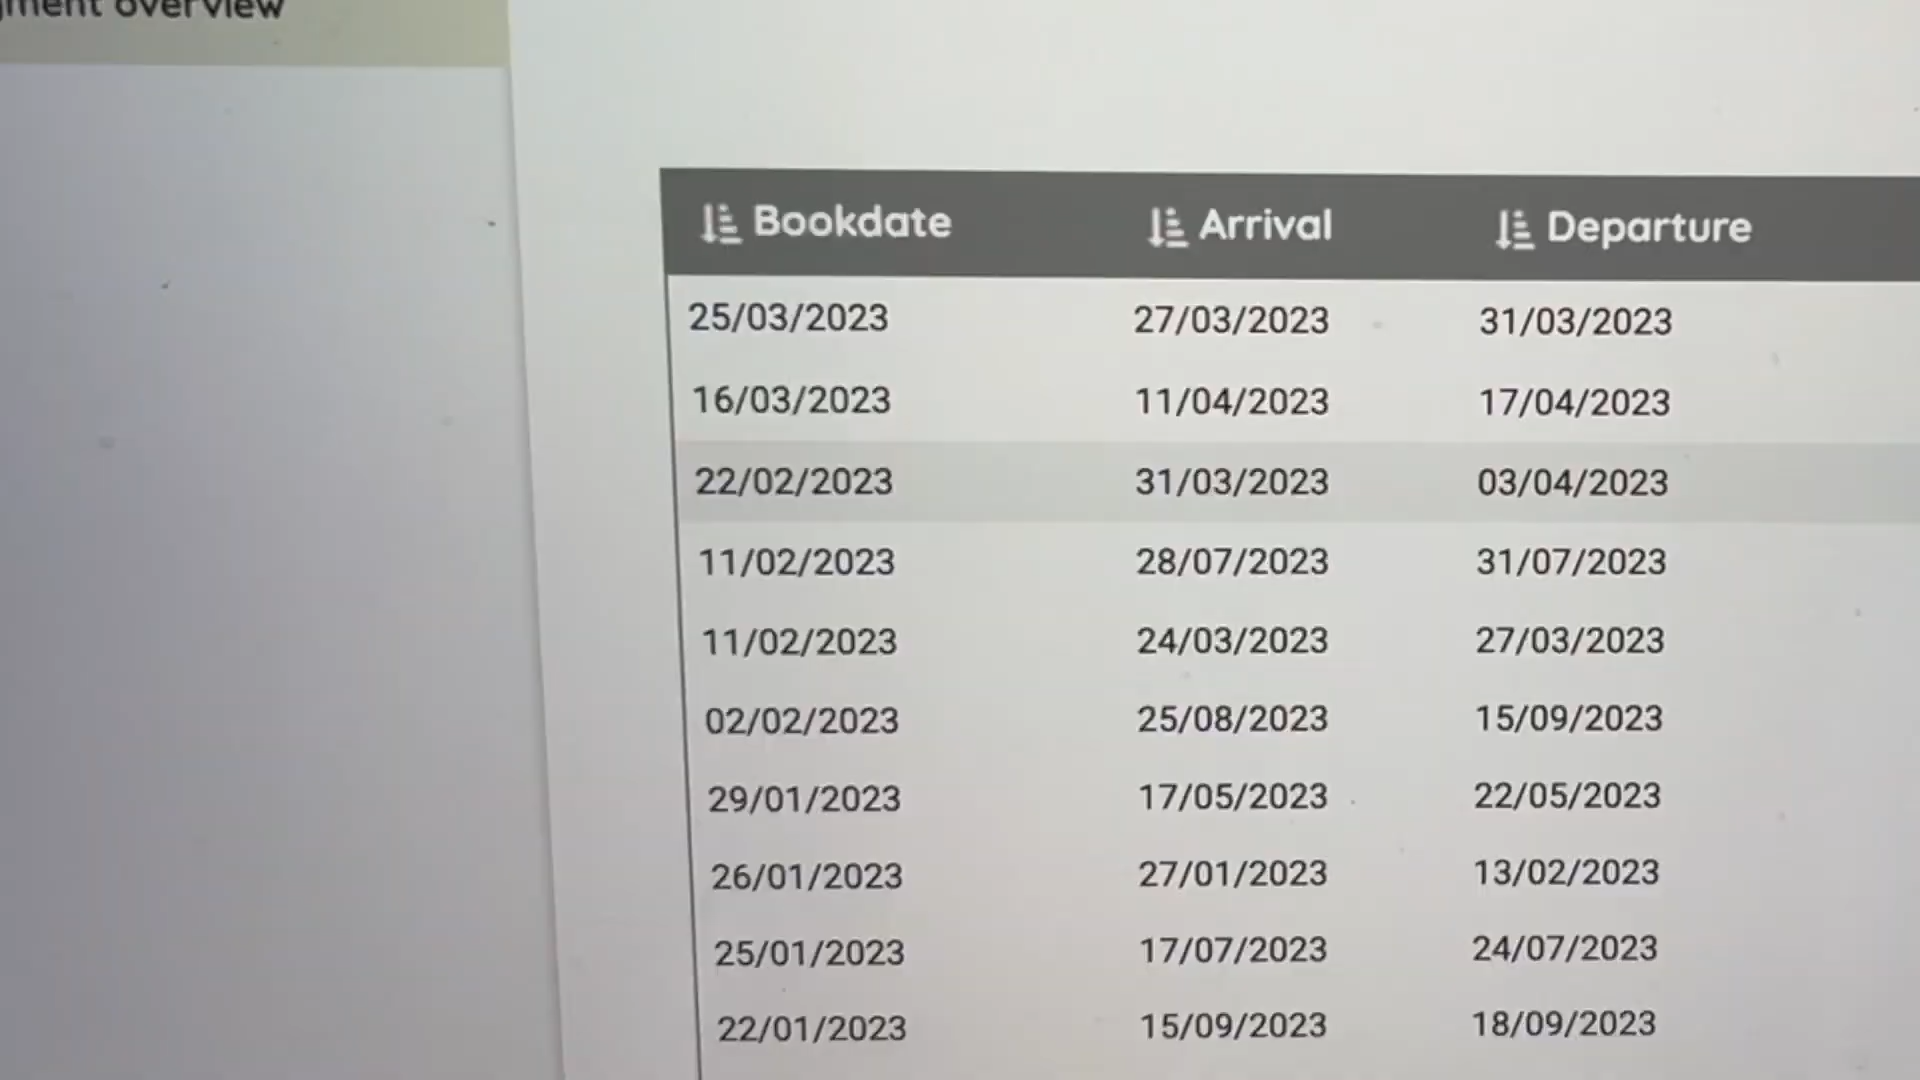 overview
Bookdate Arrival Departure
25/03/2023 27/03/2023 31/03/2023
16/03/2023 11/04/2023 17/04/2023
22/02/2023 31/03/2023 03/04/2023
11/02/2023 28/07/2023 31/07/2023
11/02/2023 24/03/2023 27/03/2023
02/02/2023 25/08/2023 15/09/2023
29/01/2023 17/05/2023 22/05/2023
26/01/2023 27/01/2023 13/02/2023
25/01/2023 17/07/2023 24/07/2023
22/01/2023 15/09/2023 18/09/2023